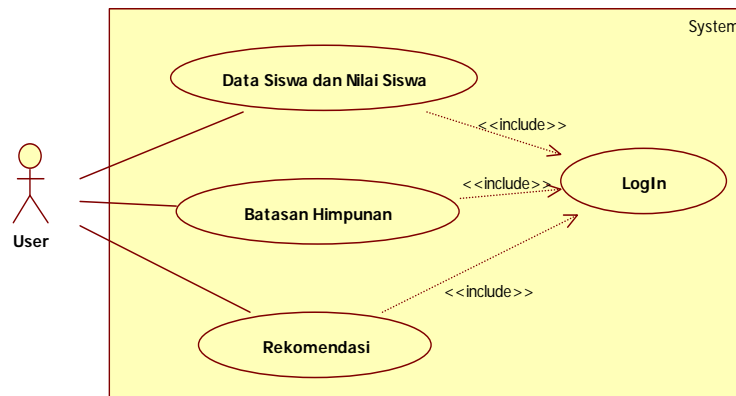 System
Data Siswa dan Nilai Siswa
<<include>>
<<include>>
LogIn
Batasan Himpunan
User
<<include>>
Rekomendasi